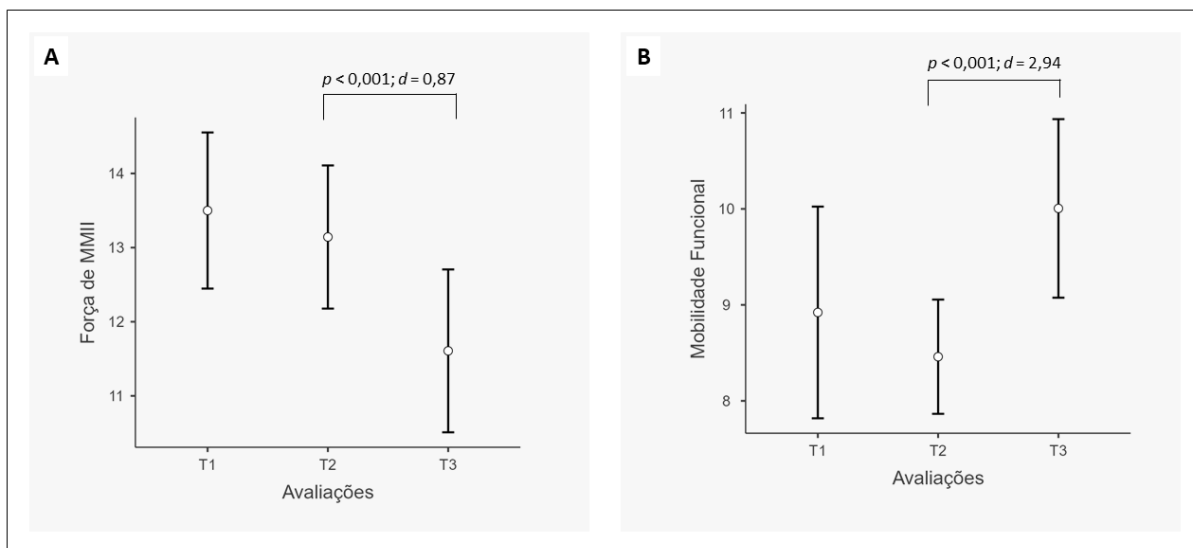 A
p < 0,001; d = 0,87
14
13
12
11
Força de MMII
T1 T2 T3
Avaliações
B
p < 0,001; d = 2,94
11
10
9
8
Mobilidade Funcional
T1 T2 T3
Avaliações